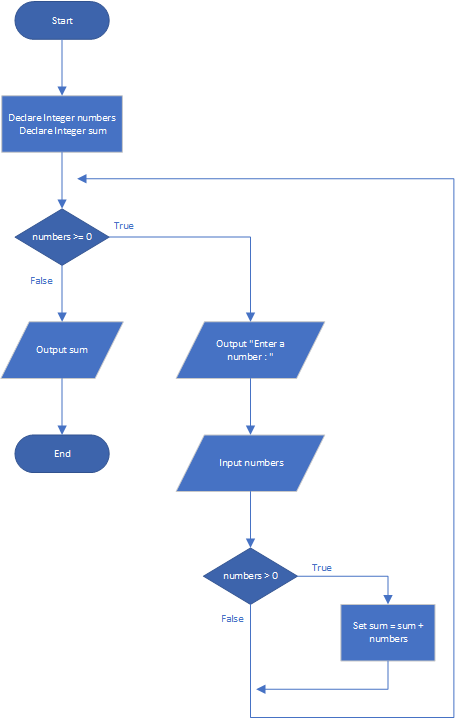 Start
Declare Integer numbers
Declare Integer sum
numbers >= 0
True
False
Output sum
Output "Enter a
number : "
End
Input numbers
numbers > 0
True
False
Set sum = sum +
numbers